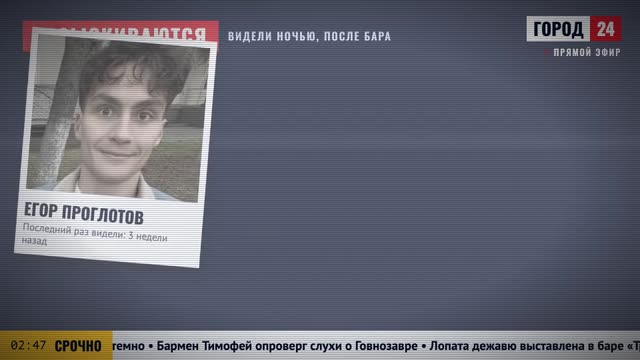 ВИДЕЛИ НОЧЬЮ, ПОСЛЕ БАРА
ГОРОД 24
ПРЯМОЙ ЭФИР
ЕГОР ПРОГЛОТОВ
Последний раз видели: 3 недели
назад
02:47 СРОЧНО темно • Бармен Тимофей опроверг слухи о Говнозавре • Лопата дежавю выставлена в баре